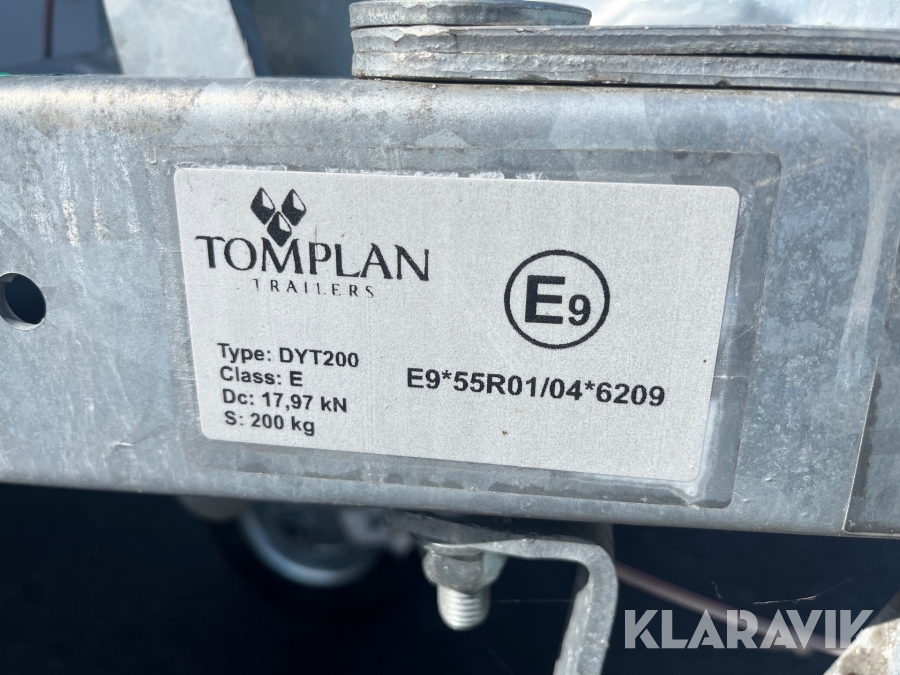 TOMPLAN
TRAILERS
E9
Type: DYT200
Class: E
Dc: 17,97 kN
S: 200 kg
E9*55R01/04*6209
KLARAVIK